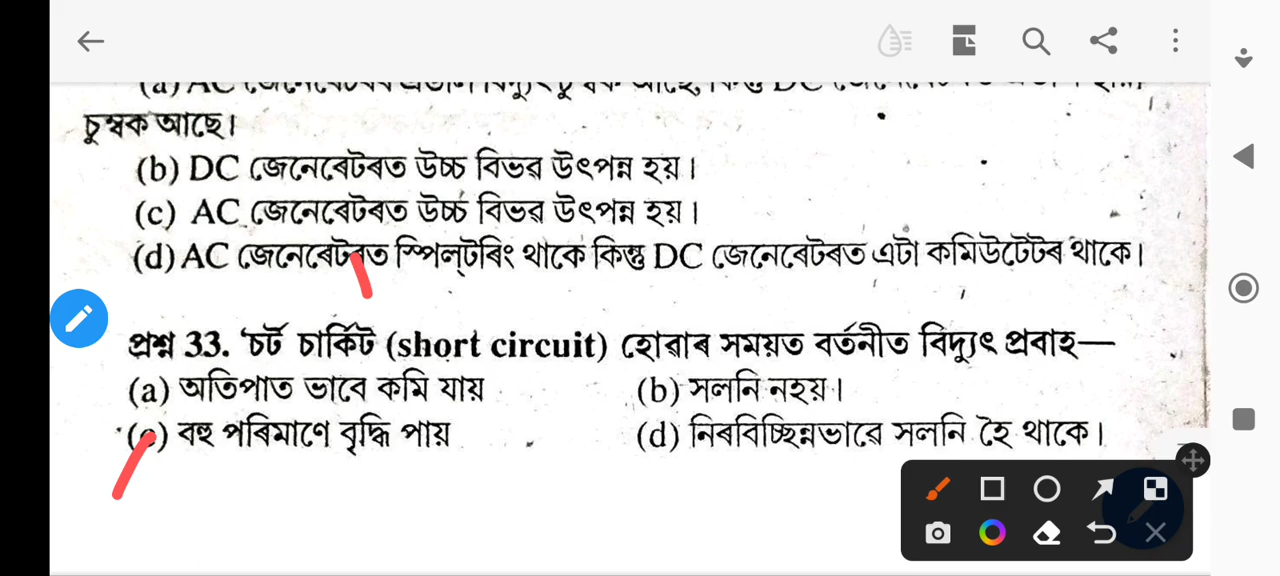 চুম্বক আছে।
(b) DC জেনেৰেটৰত উচ্চ বিভৱ উৎপন্ন হয়।
(c) AC জেনেৰেটৰত উচ্চ বিভৱ উৎপন্ন হয়।
(d) AC জেনেৰেটৰত স্পিল্টৰিং থাকে কিন্তু DC জেনেৰেটৰত এটা কমিউটেটৰ থাকে।
প্ৰশ্ন 33. 'চৰ্ট চাৰ্কিট (short circuit) হোৱাৰ সময়ত বৰ্তনীত বিদ্যুৎ প্ৰবাহ—
(a) অতিপাত ভাবে কমি যায় (b) সলনি নহয়।
(c) বহু পৰিমাণে বৃদ্ধি পায় (d) নিৰবিচ্ছিন্নভাৱে সলনি হৈ থাকে।